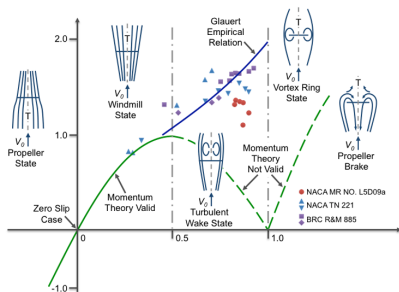 2.0
Glauert
Empirical
Relation
T
V0
Propeller
State
T
V0
Windmill
State
T
V0
Vortex Ring
State
T
V0
Propeller
Brake
1.0
Zero Slip
Case
Momentum
Theory Valid
T
V0
Turbulent
Wake State
Momentum
Theory
Not Valid
NACA MR NO. L5D09a
NACA TN 221
BRC R&M 885
0
0.5
1.0
-1.0